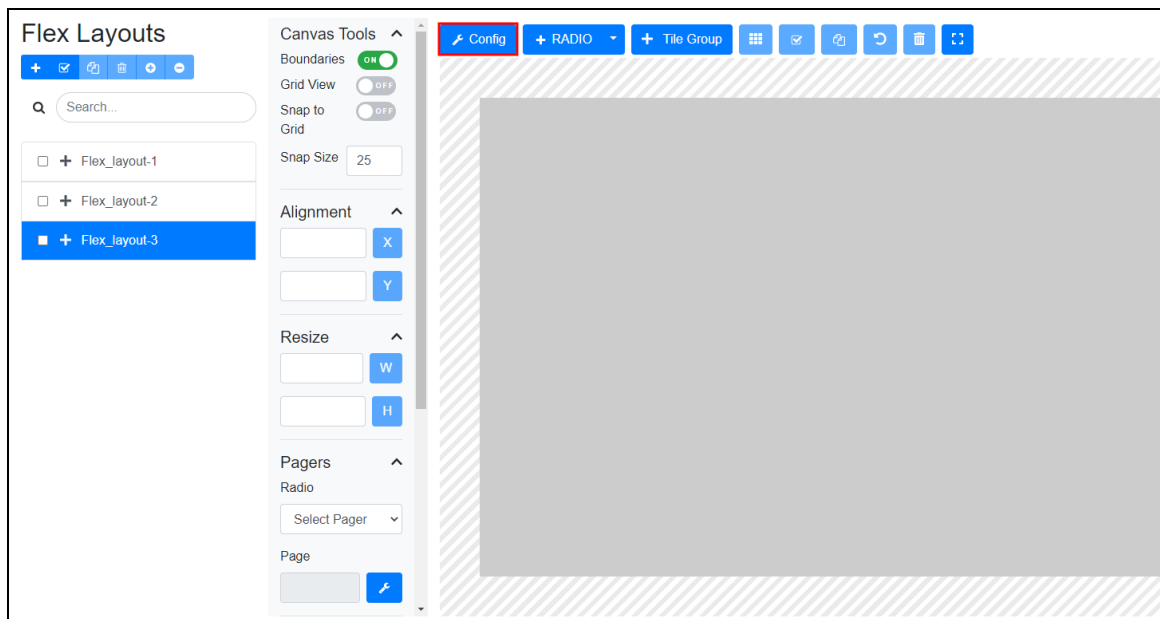 Flex Layouts
Search...
Flex_layout-1
Flex_layout-2
Flex_layout-3
Canvas Tools
Boundaries ON
Grid View OFF
Snap to Grid OFF
Snap Size 25
Alignment
X
Y
Resize
W
H
Pagers
Radio
Select Pager
Page
Config + RADIO + Tile Group